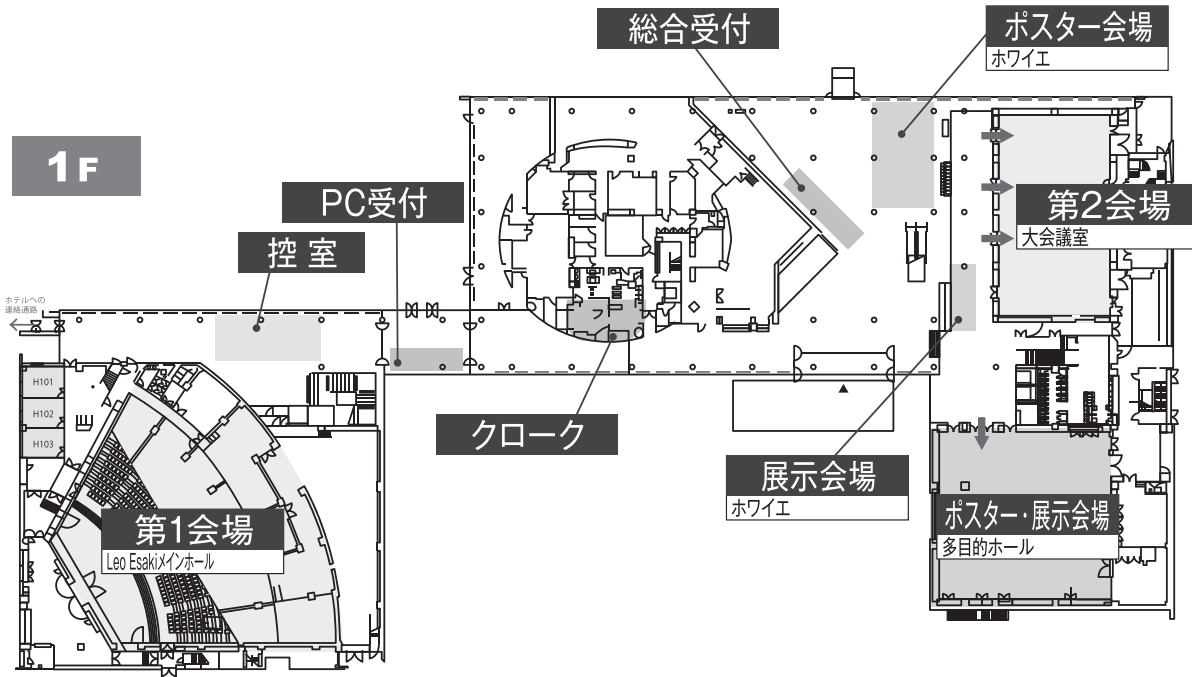 総合受付
ポスター会場
ホワイエ
1F
PC受付
第2会場
大会議室
控室
ホテルへの
連絡通路
H101
H102
H103
クローク
展示会場
ホワイエ
ポスター・展示会場
多目的ホール
第1会場
Leo Esakiメインホール